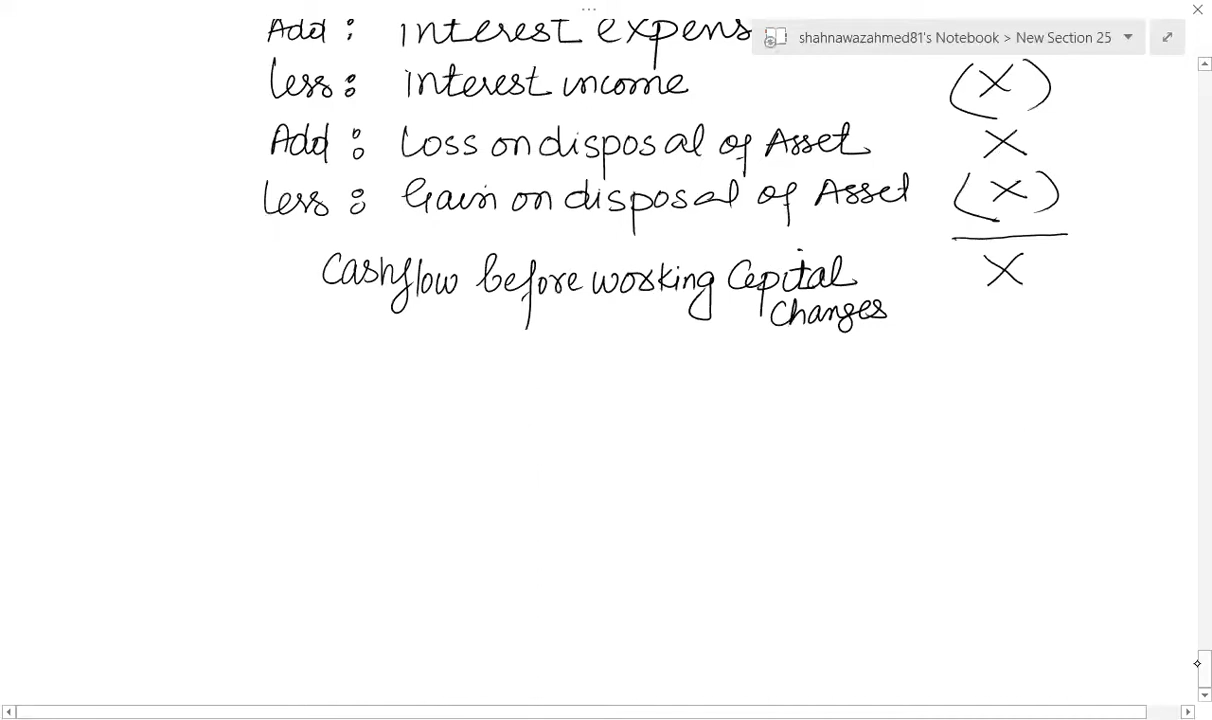 Add: interest expens
shahnawazahmed81's Notebook > New Section 25
less: interest income (X)
Add: Loss on disposal of Asset X
less: Gain on disposal of Asset (X)
Cashflow before working Cepital X
Changes